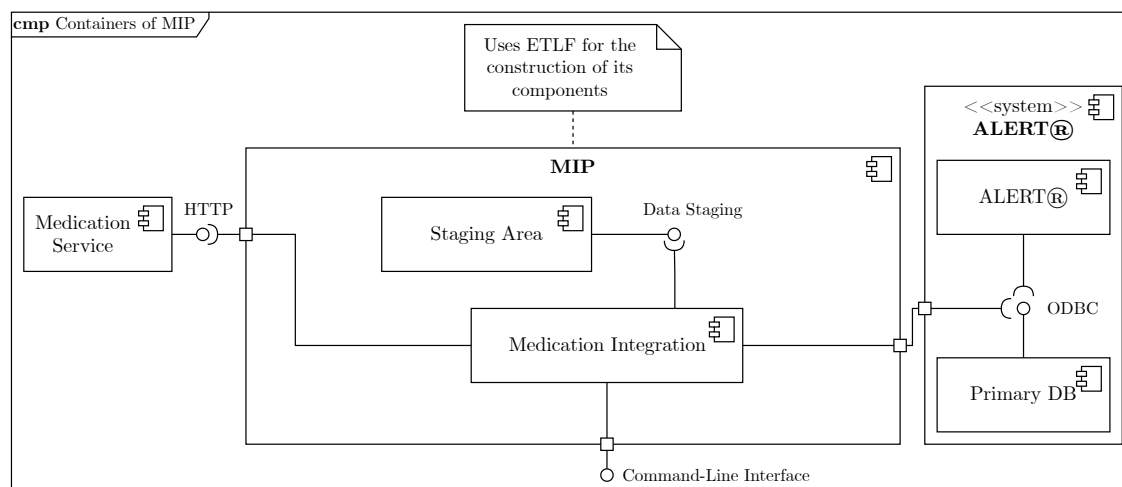 cmp Containers of MIP
Uses ETLF for the
construction of its
components
<<system>>
ALERT®
MIP
ALERT®
Medication
Service
HTTP
Staging Area
Data Staging
ODBC
Medication Integration
Primary DB
Command-Line Interface